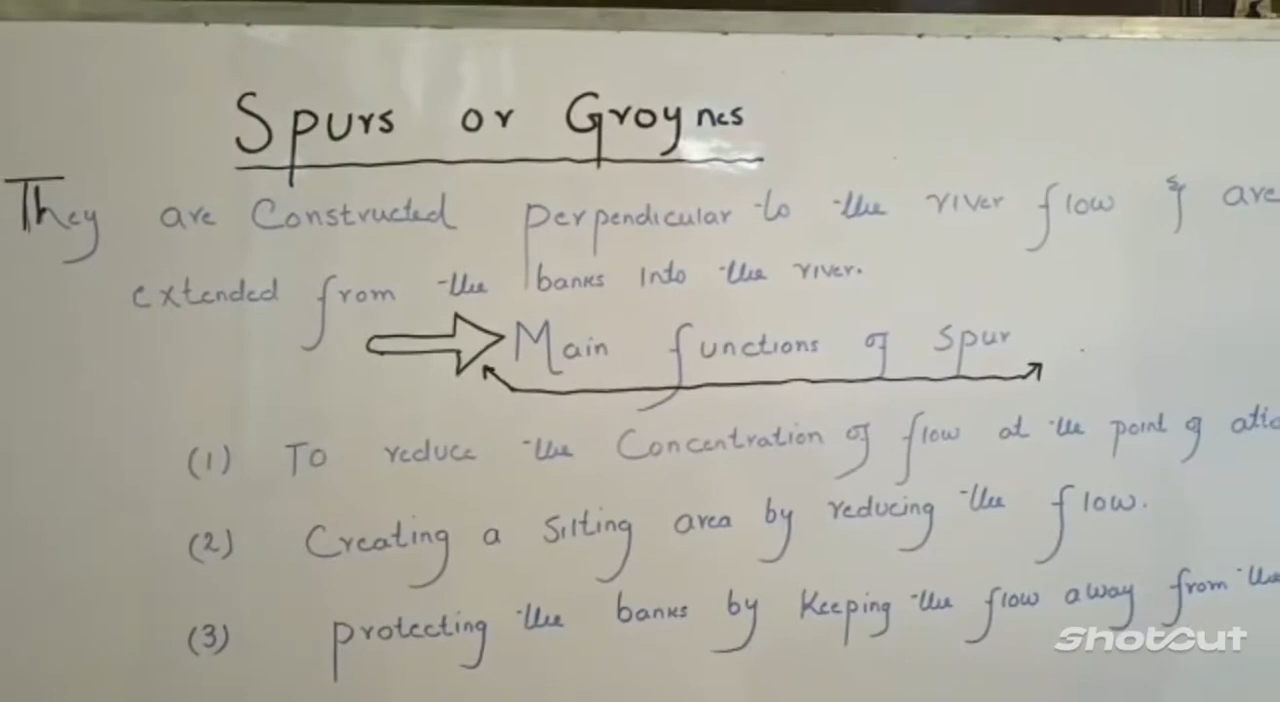 Spurs or Groynes
They are Constructed perpendicular to the river flow & are
extended from the banks Into the river.
Main functions of Spur
(1) To reduce the Concentration of flow at the point of
(2) Creating a Silting area by reducing the flow.
(3) Protecting the banks by Keeping the flow away from the
Shotcut